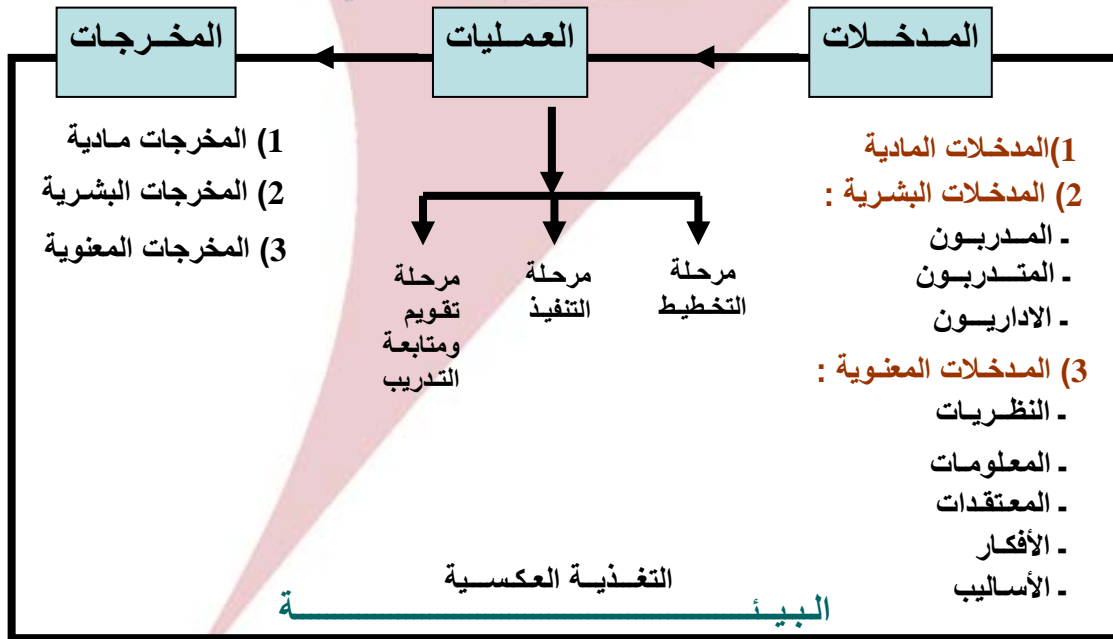 المدخلات
العمليات
المخرجات
1)المدخلات المادية
2) المدخلات البشرية :
- المدربون
- المتدربون
- الاداريون
3) المدخلات المعنوية :
- النظريات
- المعلومات
- المعتقدات
- الأفكار
- الأساليب
مرحلة
التخطيط
مرحلة
التنفيذ
مرحلة
تقويم
ومتابعة
التدريب
1) المخرجات مادية
2) المخرجات البشرية
3) المخرجات المعنوية
التغذية العكسية
البيئة